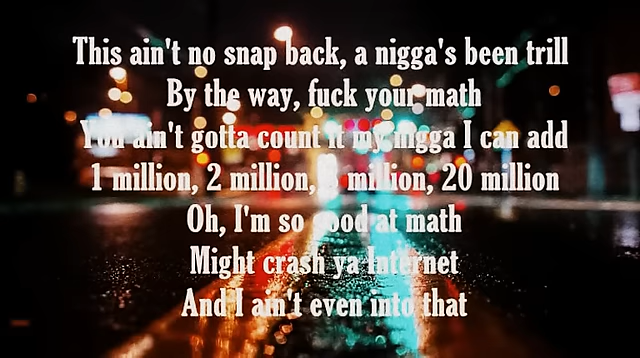 This ain't no snap back, a nigga's been trill
By the way, fuck your math
You ain't gotta count it my nigga I can add
1 million, 2 million, 3 million, 20 million
Oh, I'm so good at math
Might crash ya Internet
And I ain't even into that